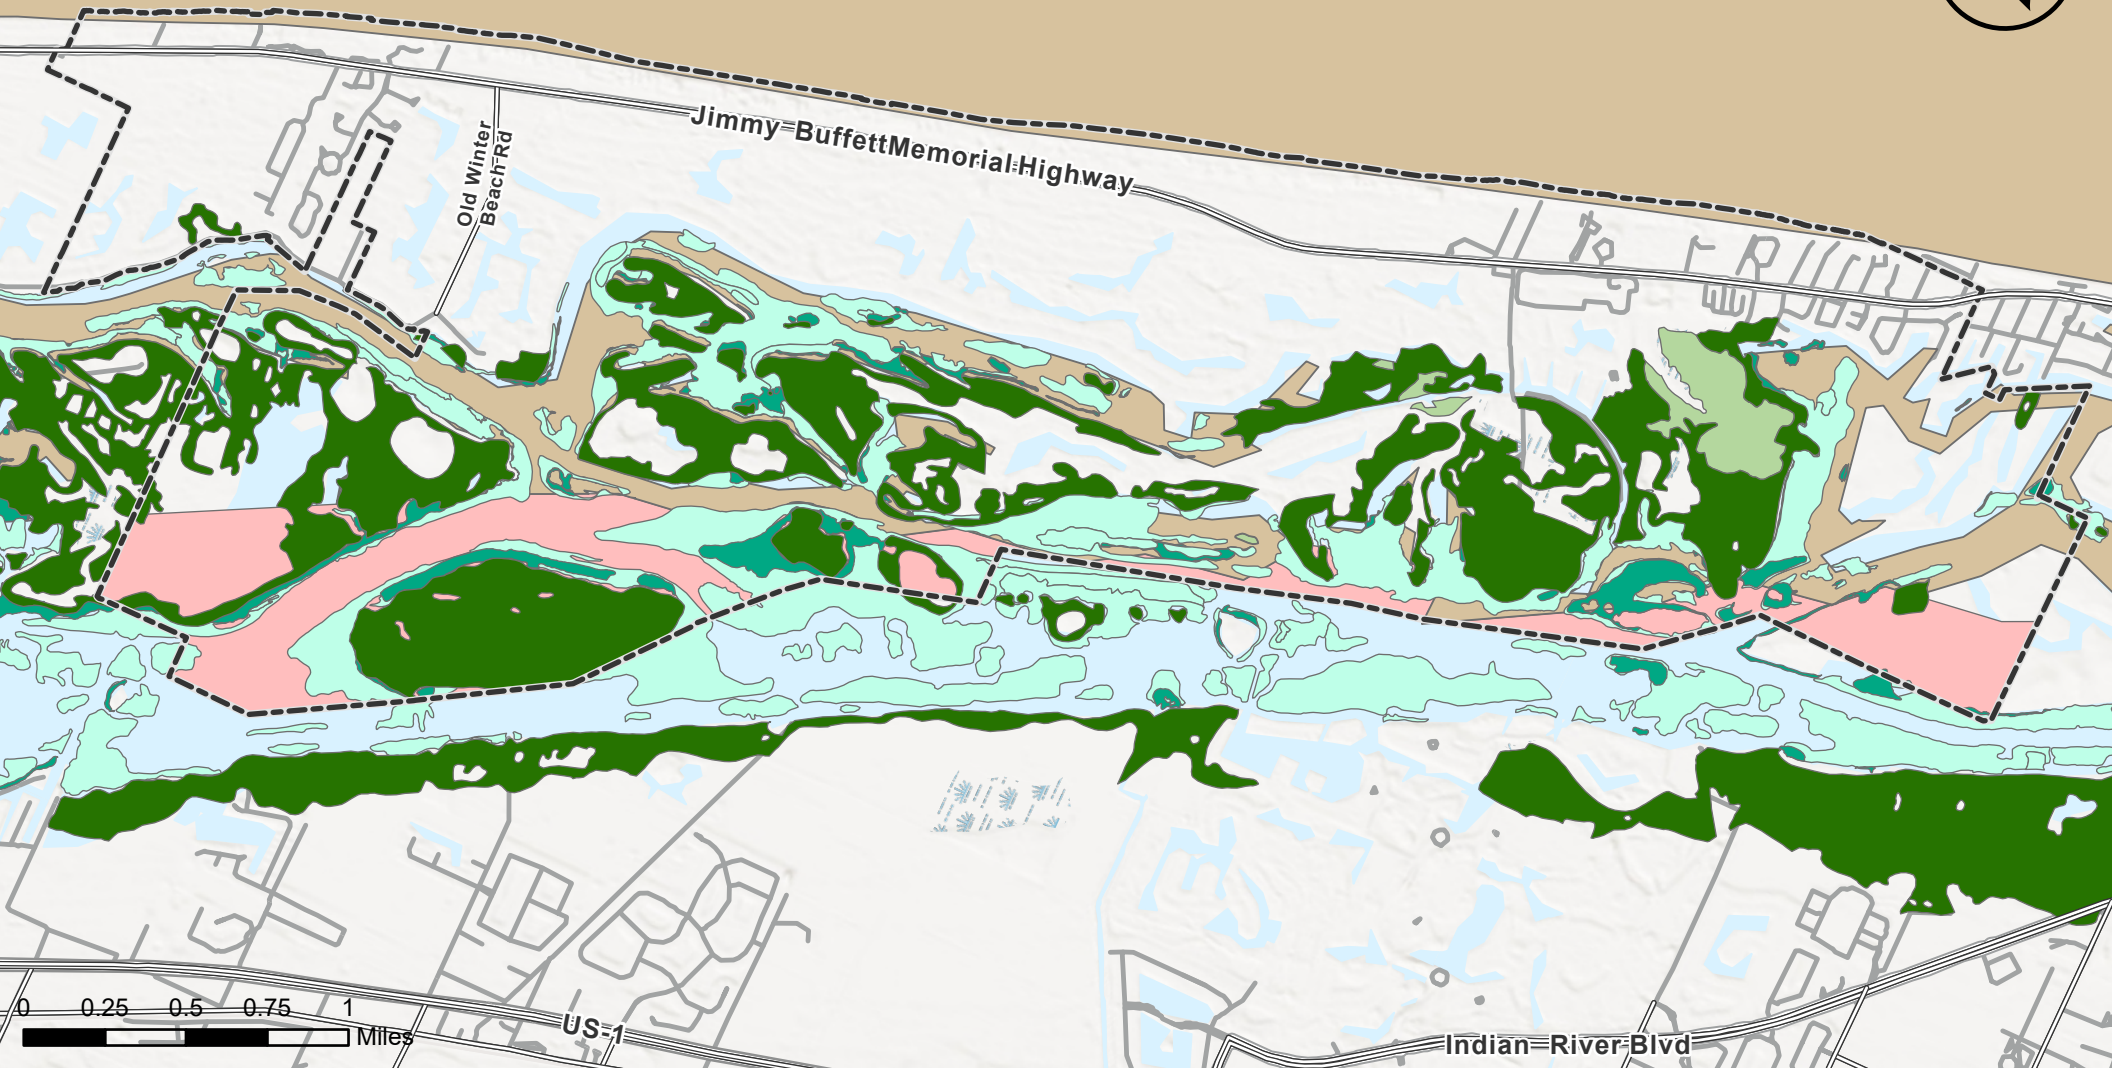 Jimmy Buffett Memorial Highway
Old Winter
Beach Rd
0 0.25 0.5 0.75 1
Miles
US-1
Indian River Blvd